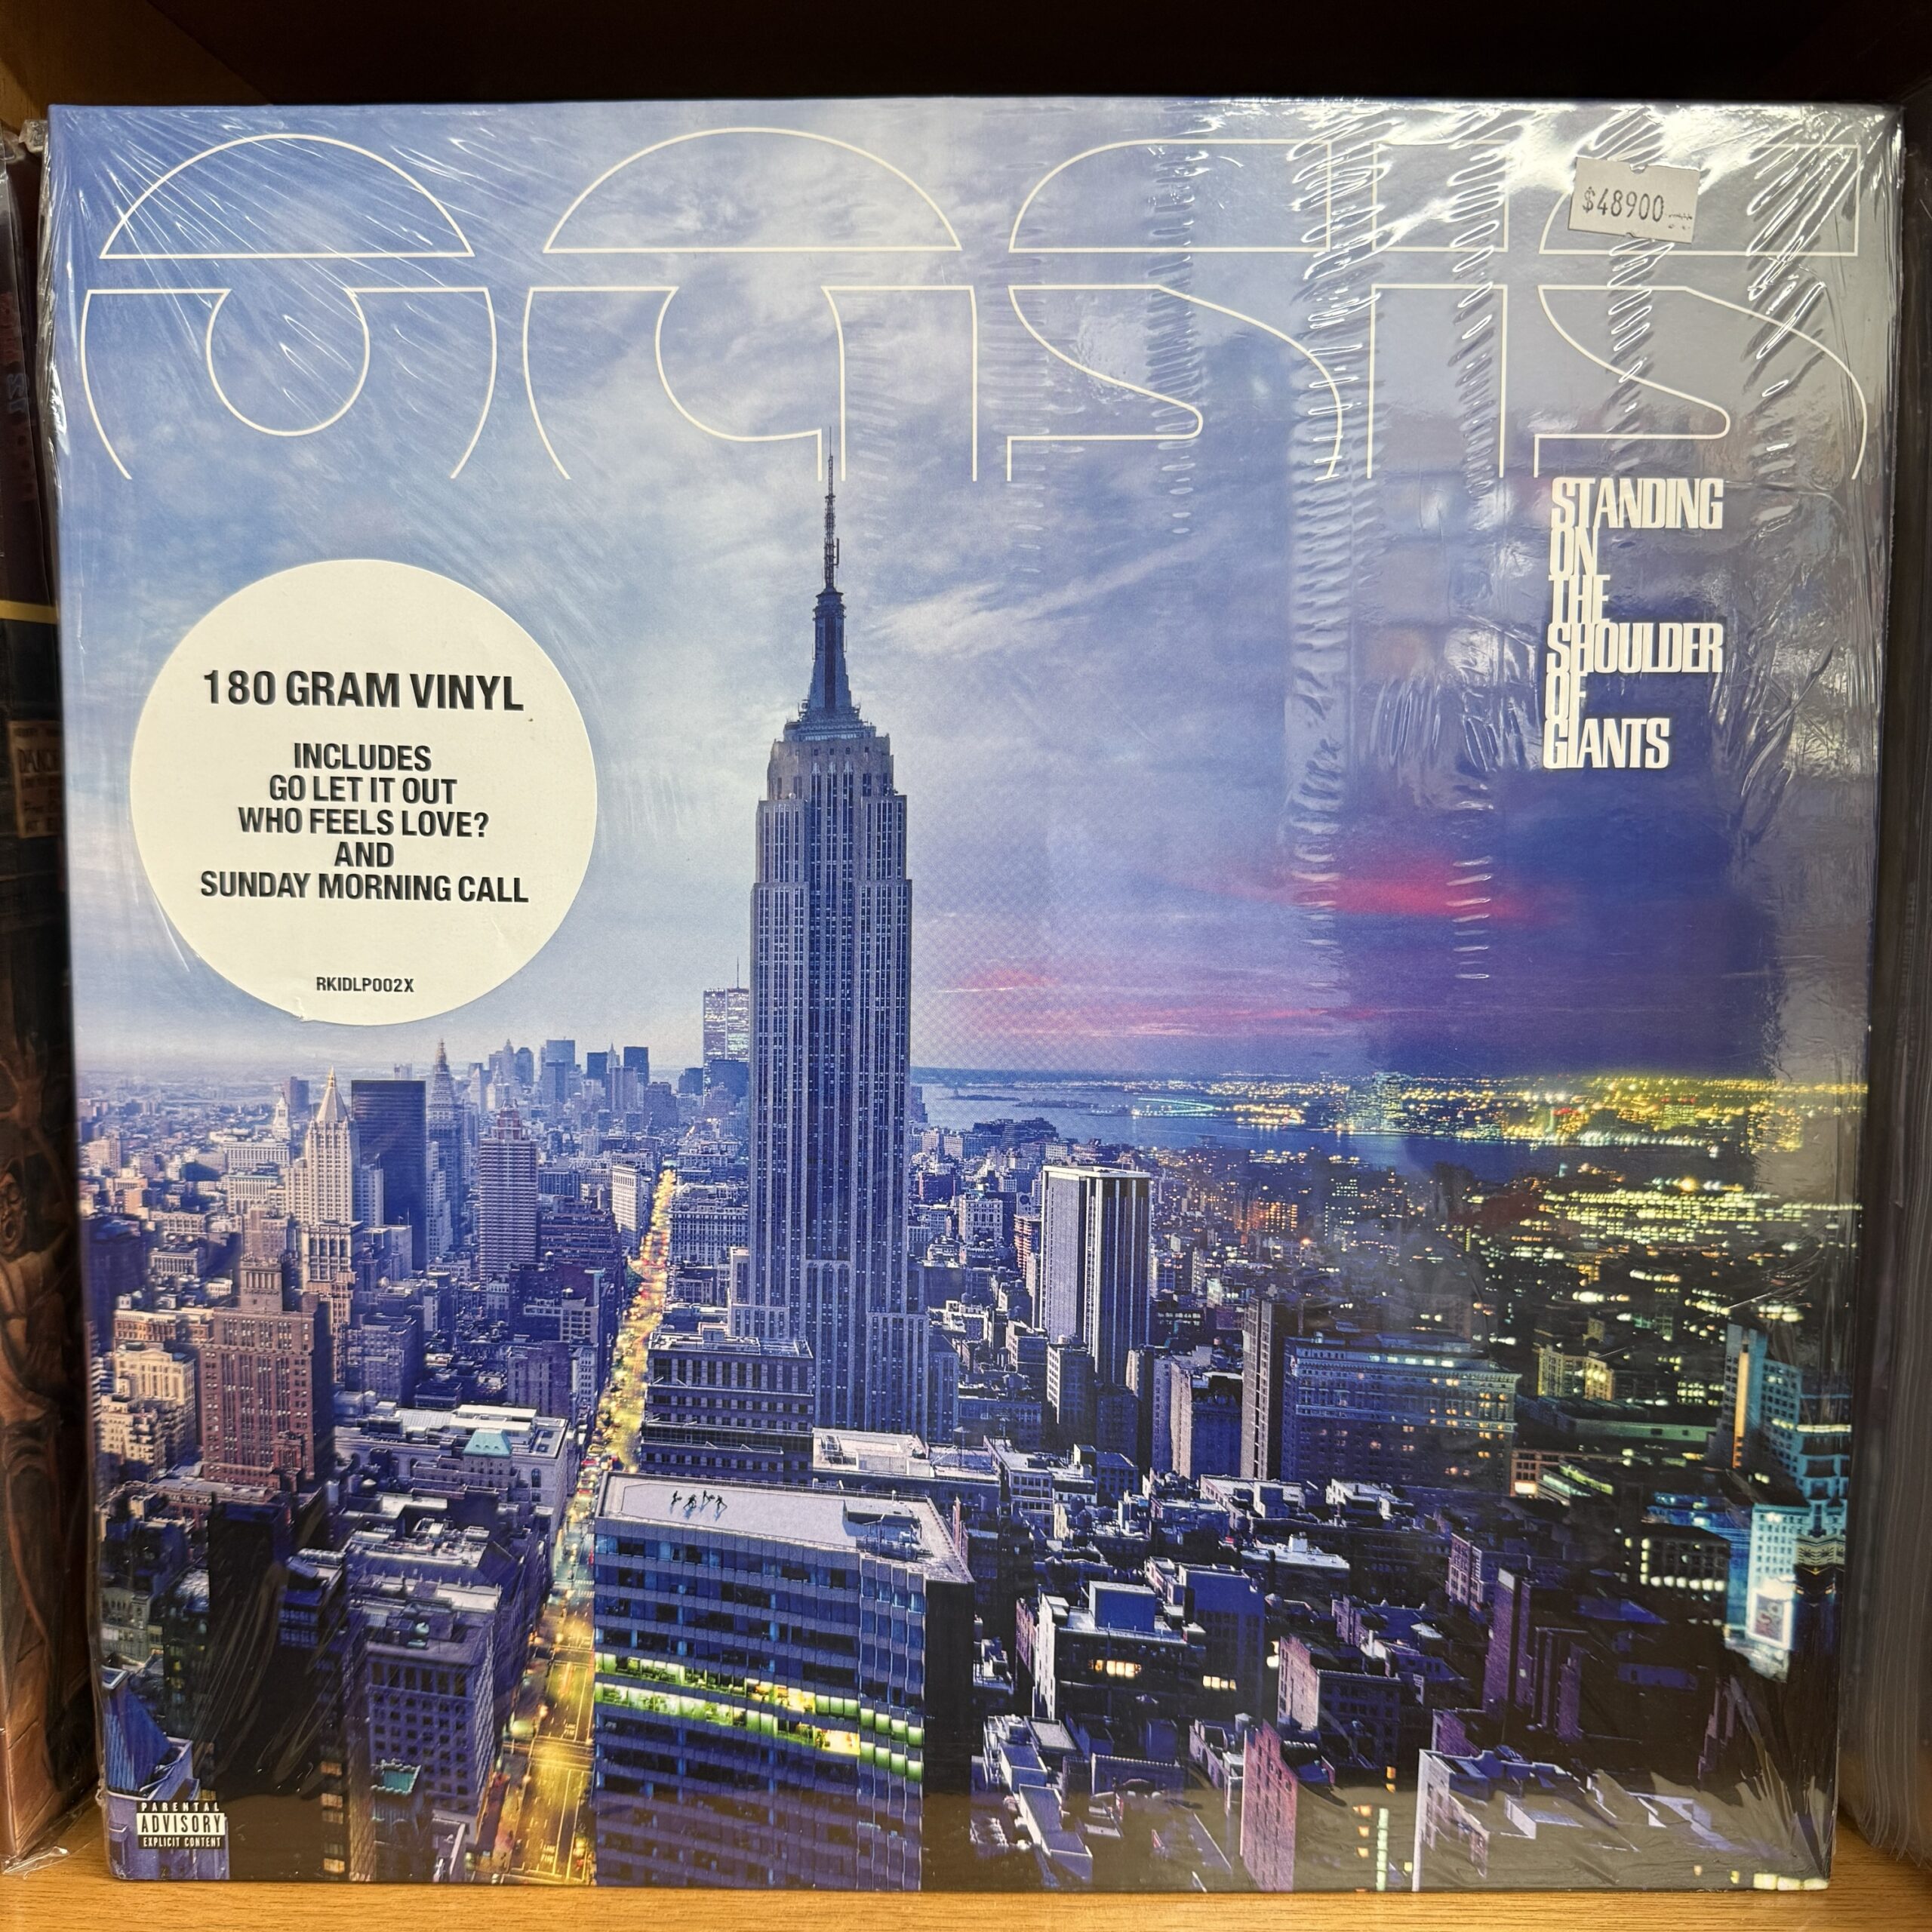 oasis
$48900
STANDING
ON
THE
SHOULDER
OF
GIANTS
180 GRAM VINYL
INCLUDES
GO LET IT OUT
WHO FEELS LOVE?
AND
SUNDAY MORNING CALL
RKIDLP002X
PARENTAL
ADVISORY
EXPLICIT CONTENT